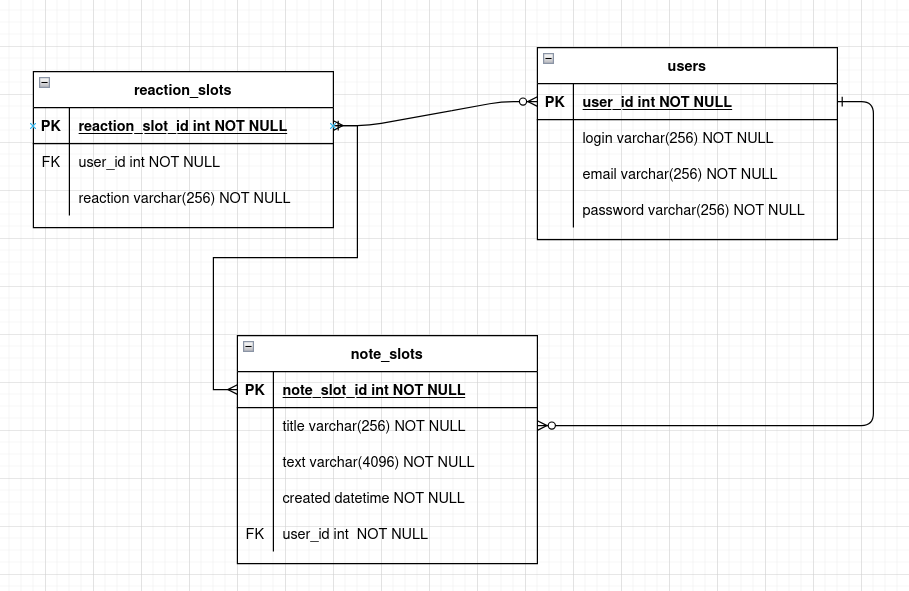 reaction_slots
PK reaction_slot_id int NOT NULL
FK user_id int NOT NULL
reaction varchar(256) NOT NULL
users
PK user_id int NOT NULL
login varchar(256) NOT NULL
email varchar(256) NOT NULL
password varchar(256) NOT NULL
note_slots
PK note_slot_id int NOT NULL
title varchar(256) NOT NULL
text varchar(4096) NOT NULL
created datetime NOT NULL
FK user_id int  NOT NULL